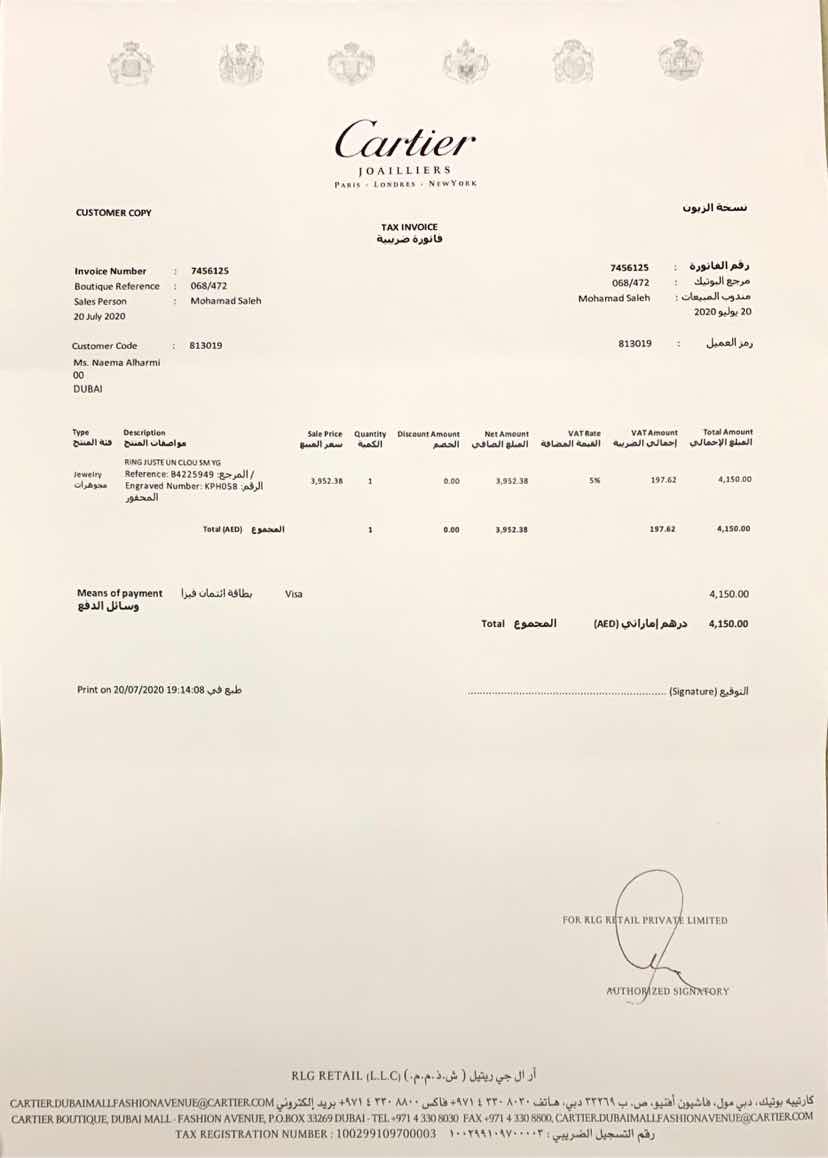 Cartier
JOAILLIERS
PARIS - LONDRES - NEWYORK
CUSTOMER COPY نسخة الزبون
TAX INVOICE
فاتورة ضريبية
Invoice Number : 7456125
Boutique Reference : 068/472
Sales Person : Mohamad Saleh
20 July 2020
رقم الفاتورة : 7456125
مرجع البوتيك : 068/472
مندوب المبيعات : Mohamad Saleh
20 يوليو 2020
Customer Code : 813019
رمز العميل : 813019
Ms. Naema Alharmi
00
DUBAI
Type Description Sale Price Quantity Discount Amount Net Amount VAT Rate VAT Amount Total Amount
فئة المنتج مواصفات المنتج سعر المبيع الكمية الخصم المبلغ الصافي القيمة المضافة إجمالي الضريبة المبلغ الإجمالي
RING JUSTE UN CLOU SM YG
Jewelry Reference: B4225949 :المرجع / 3,952.38 1 0.00 3,952.38 5% 197.62 4,150.00
مجوهرات Engraved Number: KPH058 :الرقم
المحفور
Total (AED) المجموع 1 0.00 3,952.38 197.62 4,150.00
Means of payment بطاقة ائتمان فيزا Visa 4,150.00
وسائل الدفع
Total المجموع (AED) درهم إماراتي 4,150.00
Print on 20/07/2020 19:14:08 طبع في
(Signature) التوقيع
FOR RLG RETAIL PRIVATE LIMITED
AUTHORIZED SIGNATORY
RLG RETAIL (L.L.C) (.ش.ذ.م.م) آر ال جي ريتيل
كارتييه بوتيك، دبي مول، فاشيون أفنيو، ص. ب ٣٣٢٦٩ دبي، هاتف ٨٠٣٠ ٣٣٠ ٤ ٩٧١+ فاكس ٨٨٠٠ ٣٣٠ ٤ ٩٧١+ بريد إلكتروني CARTIER.DUBAIMALLFASHIONAVENUE@CARTIER.COM
CARTIER BOUTIQUE, DUBAI MALL - FASHION AVENUE, P.O.BOX 33269 DUBAI - TEL +971 4 330 8030 FAX +971 4 330 8800, CARTIER.DUBAIMALLFASHIONAVENUE@CARTIER.COM
TAX REGISTRATION NUMBER : 100299109700003 رقم التسجيل الضريبي : ١٠٠٢٩٩١٠٩٧٠٠٠٠٣